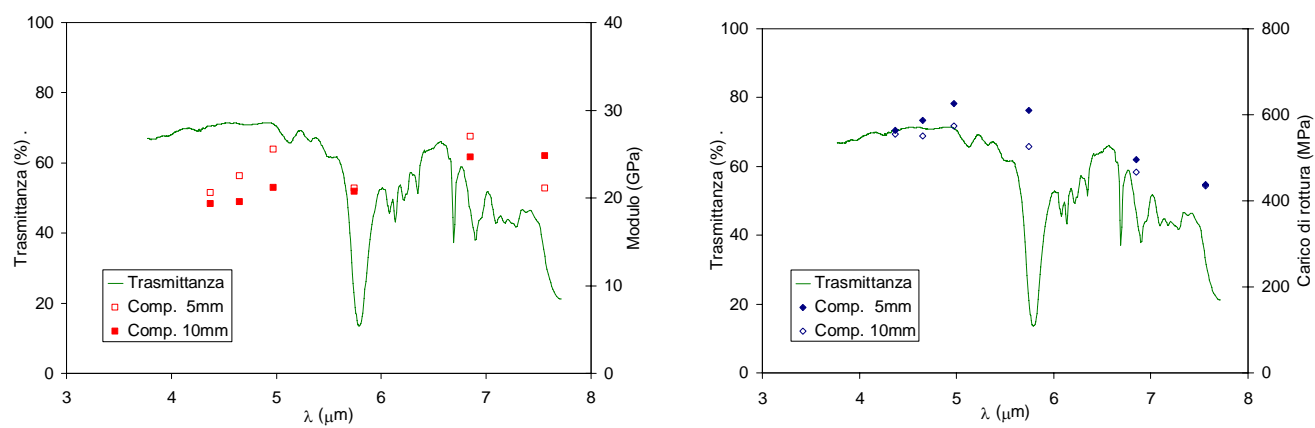 100
80
60
40
20
0
Trasmittanza (%) .
40
30
20
10
0
Modulo (GPa)
Trasmittanza
Comp. 5mm
Comp. 10mm
3 4 5 6 7 8
λ (μm)
100
80
60
40
20
0
Trasmittanza (%) .
800
600
400
200
0
Carico di rottura (MPa)
Trasmittanza
Comp. 5mm
Comp. 10mm
3 4 5 6 7 8
λ (μm)